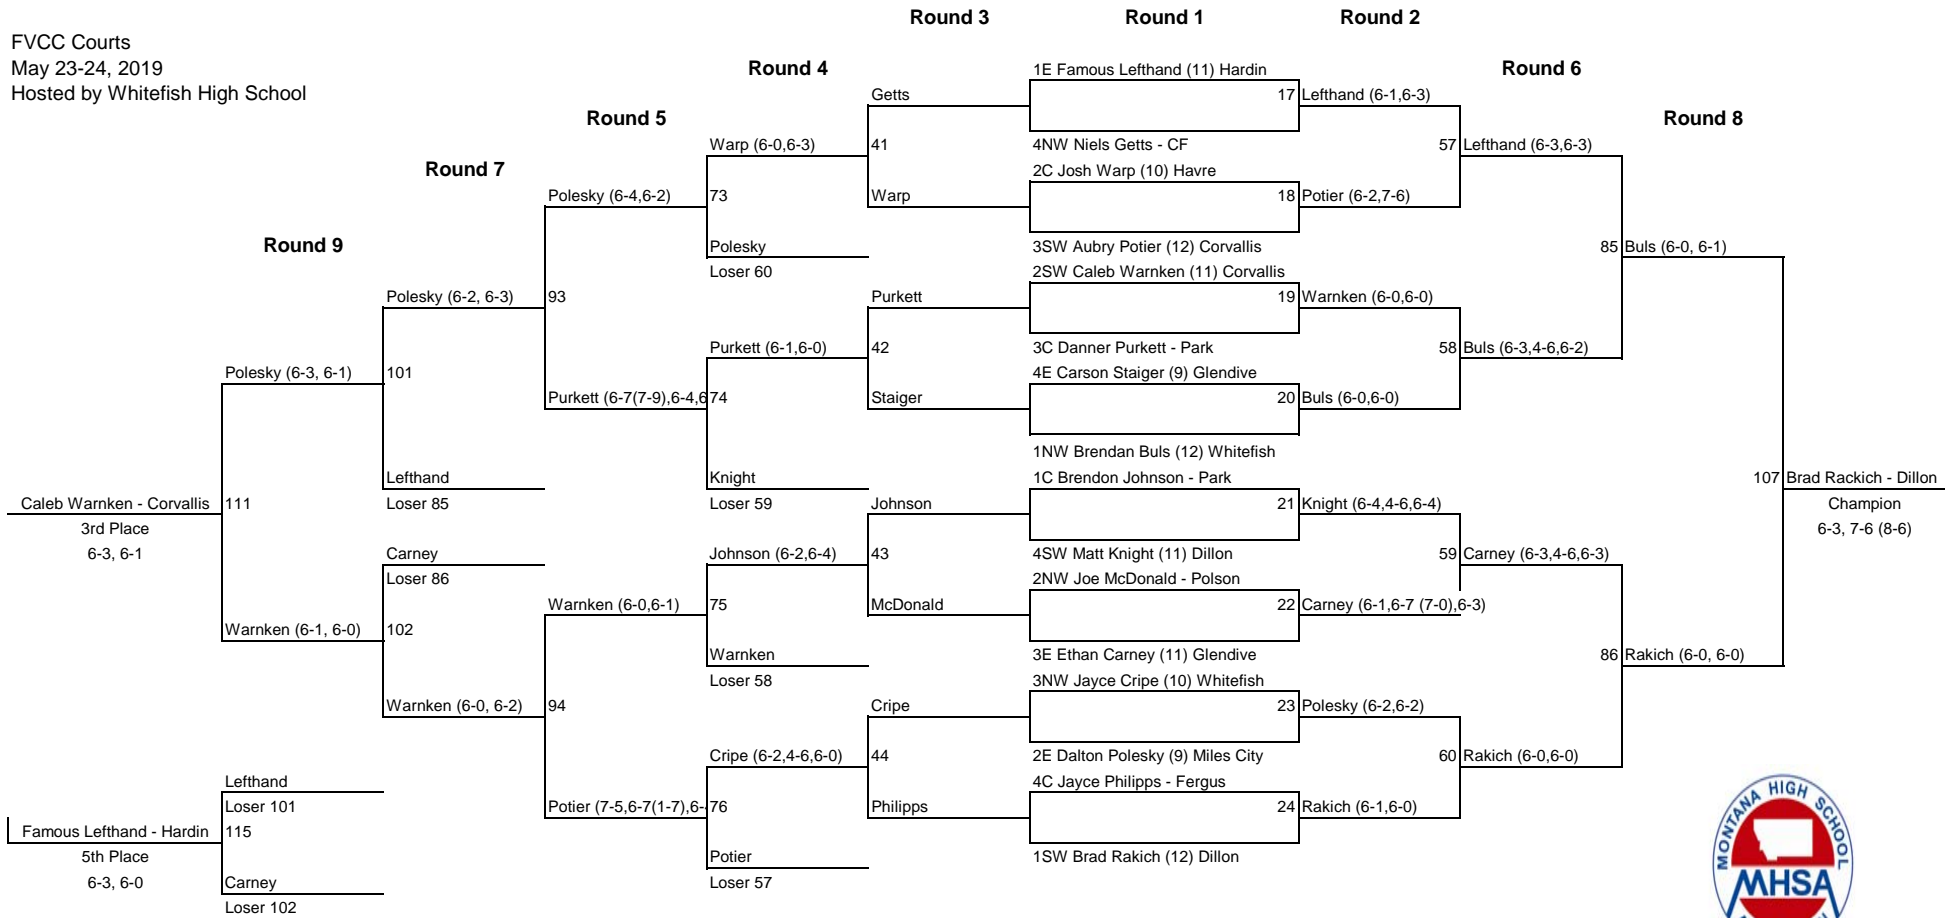 Round 3
Round 1
Round 2
FVCC Courts
May 23-24, 2019
Hosted by Whitefish High School
Round 4
Round 6
Round 5
Round 8
Round 7
Round 9
1E Famous Lefthand (11) Hardin
Getts
17 Lefthand (6-1,6-3)
Warp (6-0,6-3)
41
4NW Niels Getts - CF
57 Lefthand (6-3,6-3)
2C Josh Warp (10) Havre
Polesky (6-4,6-2)
73
Warp
18 Potier (6-2,7-6)
Polesky
3SW Aubry Potier (12) Corvallis
85 Buls (6-0, 6-1)
Loser 60
2SW Caleb Warnken (11) Corvallis
Polesky (6-2, 6-3)
93
Purkett
19 Warnken (6-0,6-0)
Purkett (6-1,6-0)
42
3C Danner Purkett - Park
58 Buls (6-3,4-6,6-2)
Polesky (6-3, 6-1)
101
4E Carson Staiger (9) Glendive
Purkett (6-7(7-9),6-4,6
74
Staiger
20 Buls (6-0,6-0)
1NW Brendan Buls (12) Whitefish
Lefthand
Knight
1C Brendon Johnson - Park
107 Brad Rackich - Dillon
Caleb Warnken - Corvallis
111
Loser 85
Loser 59
Johnson
21 Knight (6-4,4-6,6-4)
Champion
3rd Place
6-3, 7-6 (8-6)
6-3, 6-1
Carney
Johnson (6-2,6-4)
43
4SW Matt Knight (11) Dillon
59 Carney (6-3,4-6,6-3)
Loser 86
2NW Joe McDonald - Polson
Warnken (6-0,6-1)
75
McDonald
22 Carney (6-1,6-7 (7-0),6-3)
Warnken (6-1, 6-0)
102
Warnken
3E Ethan Carney (11) Glendive
86 Rakich (6-0, 6-0)
Loser 58
3NW Jayce Cripe (10) Whitefish
Warnken (6-0, 6-2)
94
Cripe
23 Polesky (6-2,6-2)
Cripe (6-2,4-6,6-0)
44
2E Dalton Polesky (9) Miles City
60 Rakich (6-0,6-0)
Lefthand
4C Jayce Philipps - Fergus
Loser 101
Potier (7-5,6-7(1-7),6-
76
Philipps
24 Rakich (6-1,6-0)
Famous Lefthand - Hardin
115
5th Place
Potier
1SW Brad Rakich (12) Dillon
6-3, 6-0
Carney
Loser 57
Loser 102
MONTANA HIGH SCHOOL
MHSA